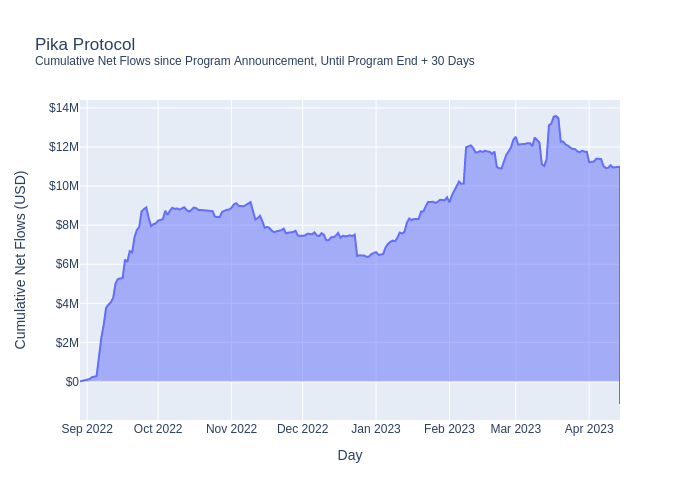 Pika Protocol
Cumulative Net Flows since Program Announcement, Until Program End + 30 Days
$14M
$12M
$10M
$8M
$6M
$4M
$2M
$0
Cumulative Net Flows (USD)
Sep 2022
Oct 2022
Nov 2022
Dec 2022
Jan 2023
Feb 2023
Mar 2023
Apr 2023
Day